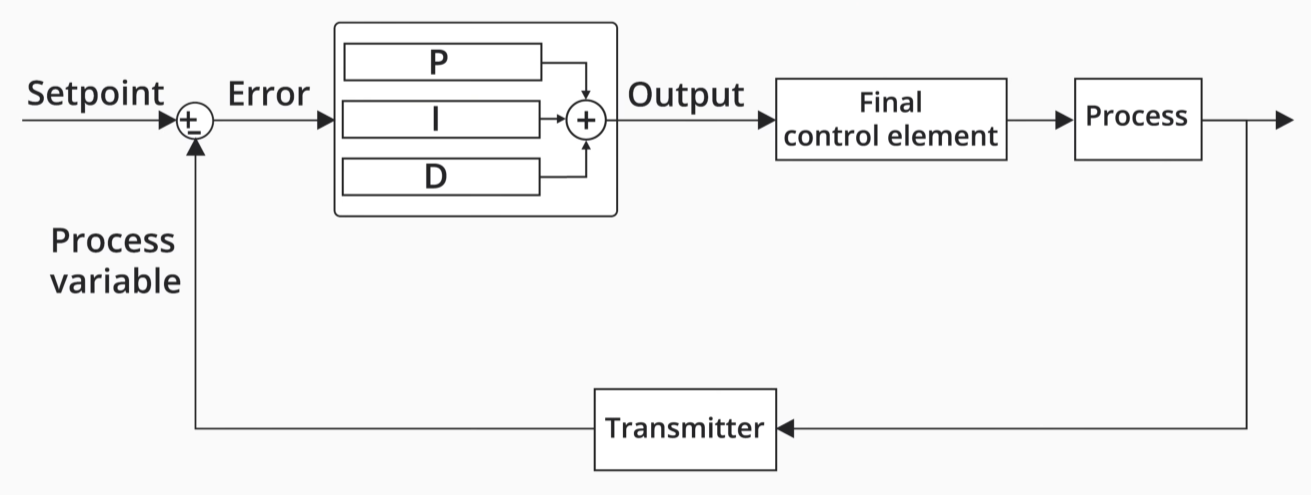 Setpoint
Error
P
I
D
+
Output
Final
control element
Process
±
Process
variable
Transmitter